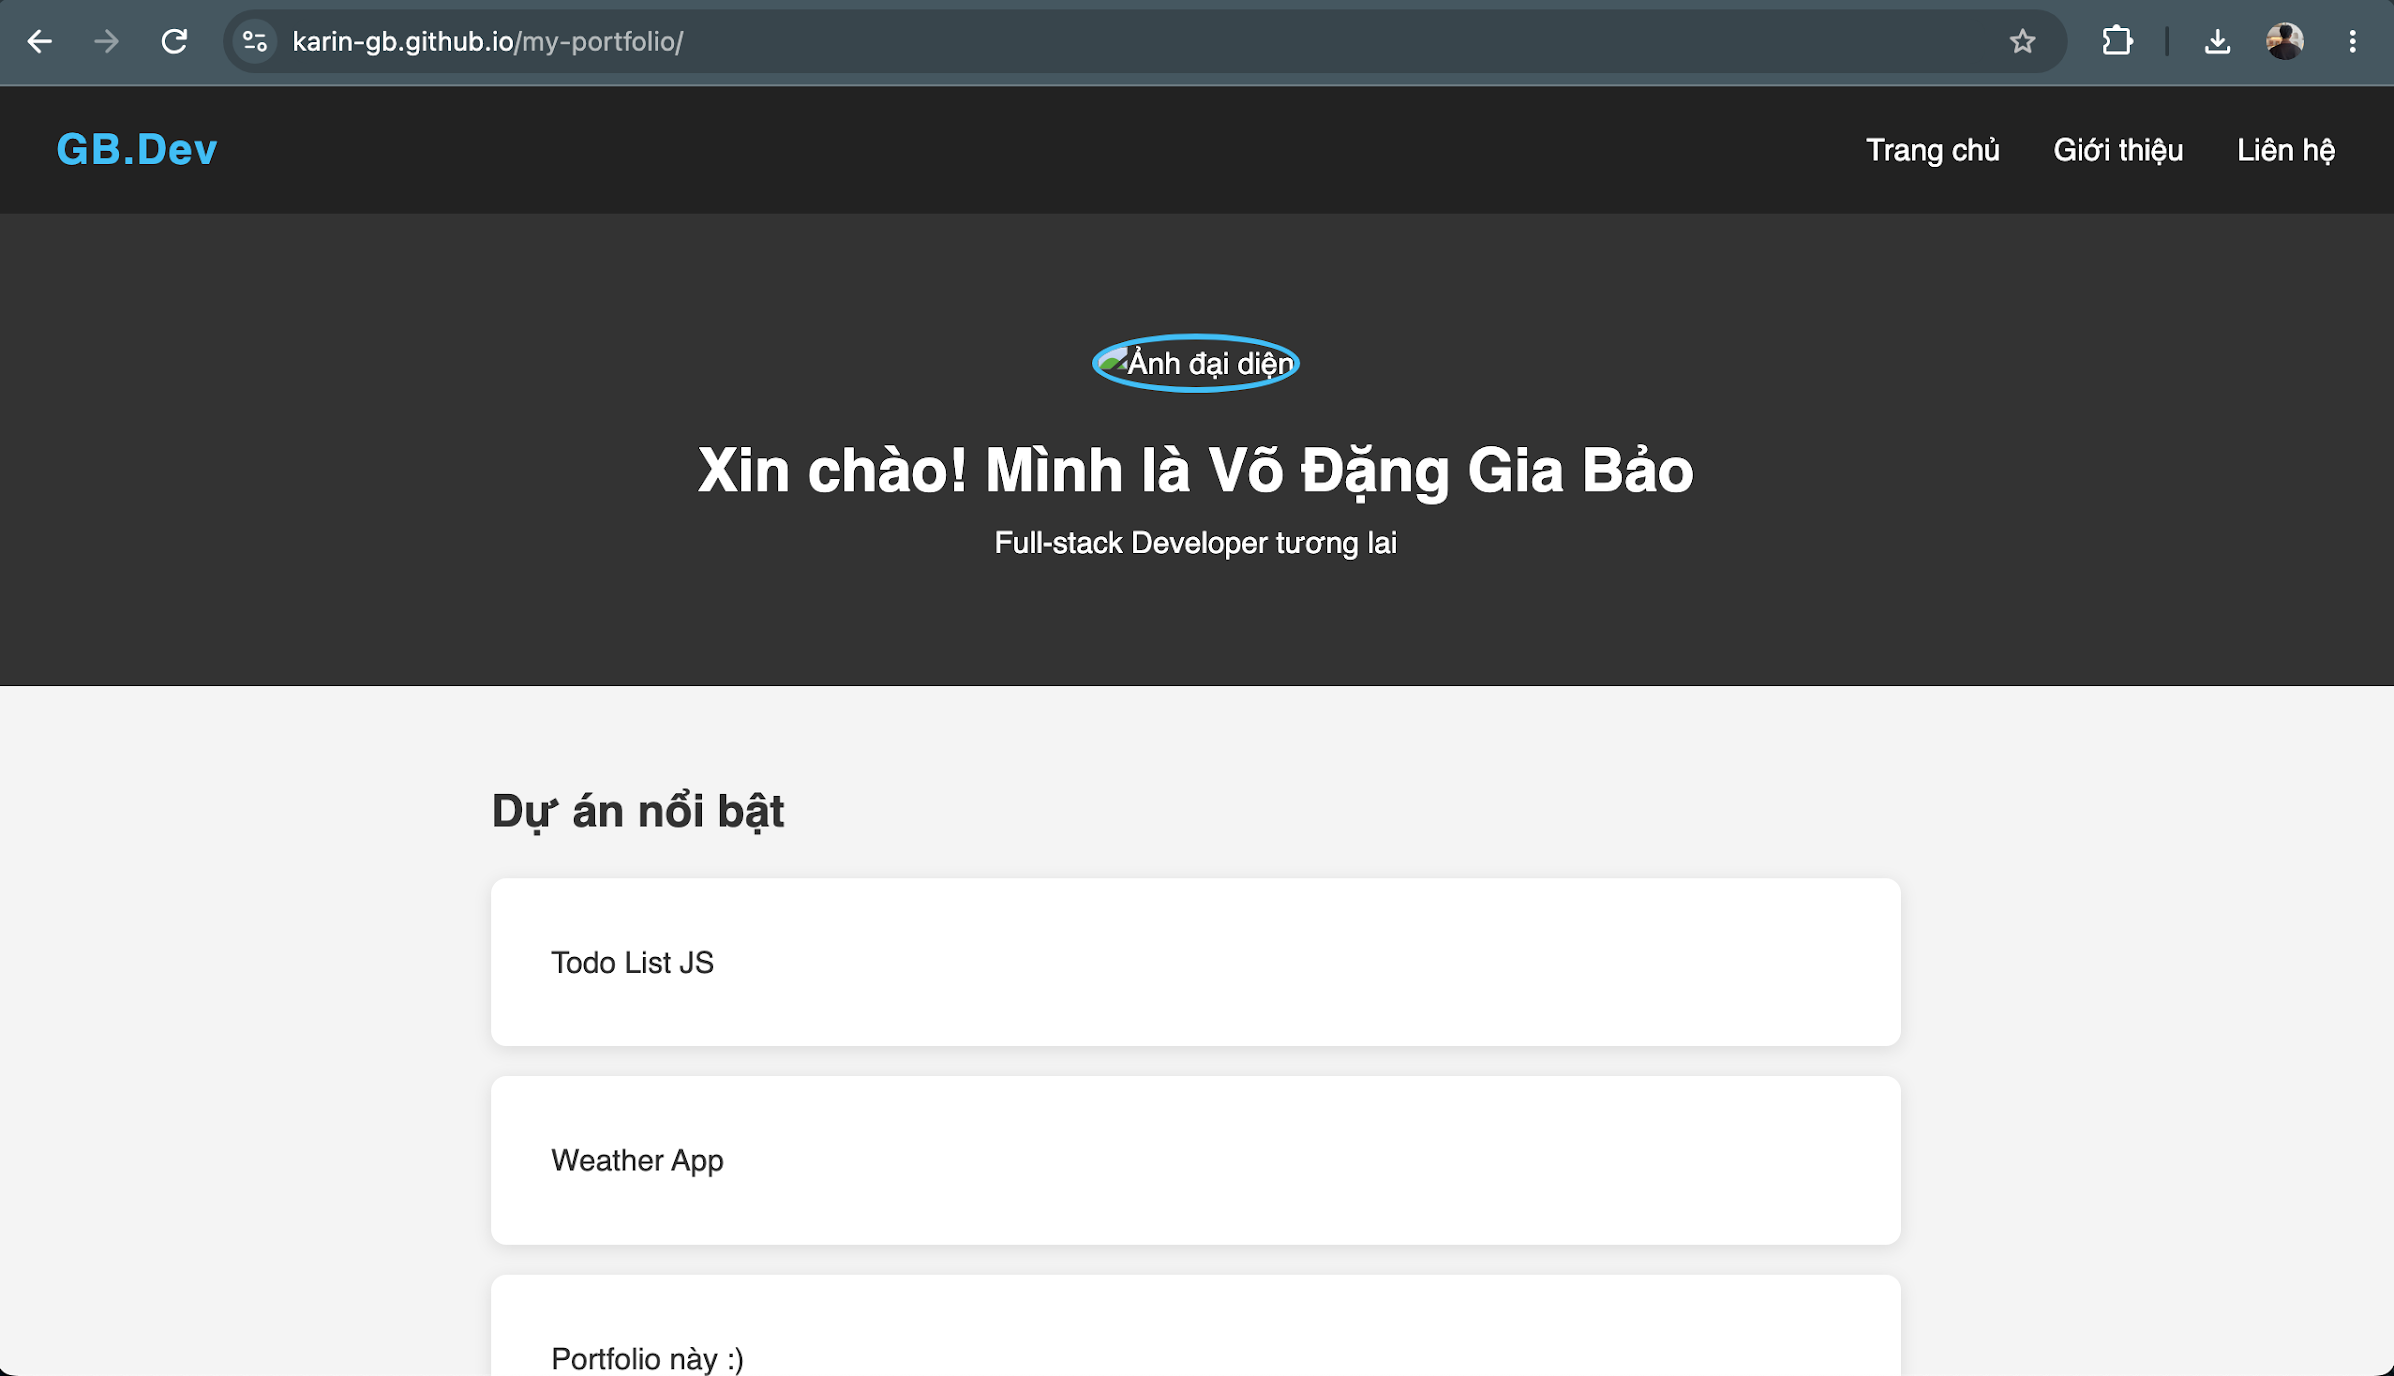 karin-gb.github.io/my-portfolio/
GB.Dev
Trang chủ
Giới thiệu
Liên hệ
Ảnh đại diện
Xin chào! Mình là Võ Đặng Gia Bảo
Full-stack Developer tương lai
Dự án nổi bật
Todo List JS
Weather App
Portfolio này :)